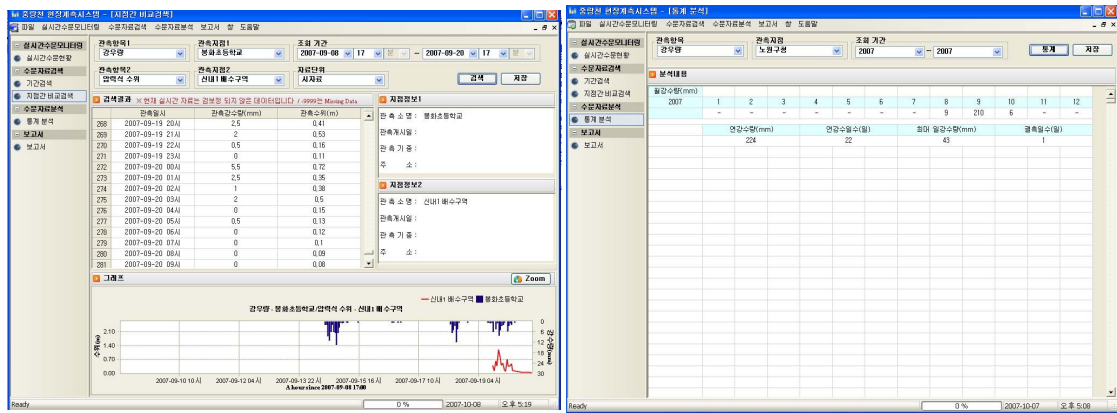 중랑천 현장계측시스템 - [지점간 비교검색]
파일 실시간수문모니터링 수문자료검색 수문자료분석 보고서 창 도움말
실시간수문모니터링
실시간수문현황
수문자료검색
기간검색
지점간 비교검색
수문자료분석
통계 분석
보고서
보고서
관측항목1 관측지점1 조회 기간
강우량 봉화초등학교 2007-09-08 17 분 ~ 2007-09-20 17 분
관측항목2 관측지점2 자료단위
압력식 수위 신내1 배수구역 시자료 검색 저장
검색결과 ※현재 실시간 자료는 검보정 되지 않은 데이터입니다 / -9999는 Missing Data
관측일시 관측강수량(mm) 관측수위(m)
268 2007-09-19 20시 2,5 0,41
269 2007-09-19 21시 2 0,53
270 2007-09-19 22시 0,5 0,16
271 2007-09-19 23시 0 0,11
272 2007-09-20 00시 5,5 0,72
273 2007-09-20 01시 2,5 0,35
274 2007-09-20 02시 1 0,38
275 2007-09-20 03시 2 0,5
276 2007-09-20 04시 0 0,15
277 2007-09-20 05시 0,5 0,13
278 2007-09-20 06시 0 0,12
279 2007-09-20 07시 0 0,1
280 2007-09-20 08시 0 0,09
281 2007-09-20 09시 0 0,08
지점정보1
관 측 소 명 : 봉화초등학교
관측개시일 :
관 측 기 종 :
주 소 :
지점정보2
관 측 소 명 : 신내1 배수구역
관측개시일 :
관 측 기 종 :
주 소 :
그래프 Zoom
신내1 배수구역 봉화초등학교
강우량 - 봉화초등학교/압력식 수위 - 신내1 배수구역
수위(m)
2.10
1.40
0.70
0.00
0
6
12
18
24
30
강수량(mm)
2007-09-10 10시 2007-09-12 04시 2007-09-13 22시 2007-09-15 16시 2007-09-17 10시 2007-09-19 04시
A hour since 2007-09-08 17:00
Ready 0 % 2007-10-08 오후 5:19
중랑천 현장계측시스템 - [통계 분석]
파일 실시간수문모니터링 수문자료검색 수문자료분석 보고서 창 도움말
실시간수문모니터링
실시간수문현황
수문자료검색
기간검색
지점간 비교검색
수문자료분석
통계 분석
보고서
보고서
관측항목 관측지점 조회 기간
강우량 노원구청 2007 ~ 2007 통계 저장
분석내용
월강수량(mm)
2007 1 2 3 4 5 6 7 8 9 10 11 12
- - - - - - - 9 210 6 - -
연강수량(mm) 연강수일수(일) 최대 일강수량(mm) 결측일수(일)
224 22 43 1
Ready 0 % 2007-10-07 오후 5:08